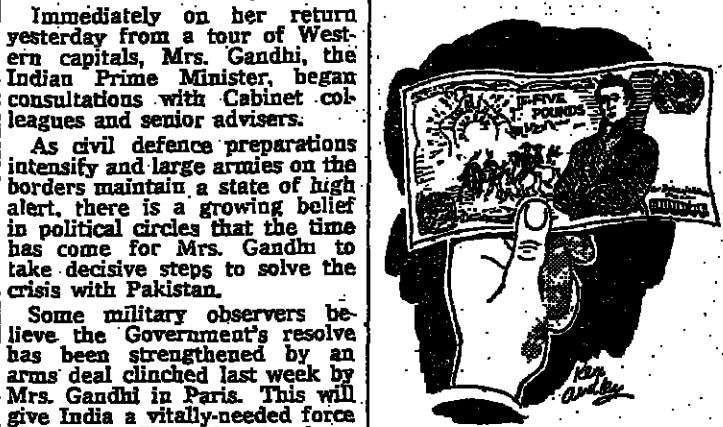 Immediately on her return
yesterday from a tour of West-
ern capitals, Mrs. Gandhi, the
Indian Prime Minister, began
consultations with Cabinet col-
leagues and senior advisers.
As civil defence preparations
intensify and large armies on the
borders maintain a state of high
alert, there is a growing belief
in political circles that the time
has come for Mrs. Gandhi to
take decisive steps to solve the
crisis with Pakistan.
Some military observers be-
lieve the Government's resolve
has been strengthened by an
arms deal clinched last week by
Mrs. Gandhi in Paris. This will
give India a vitally-needed force
FIVE
POUNDS
Ken